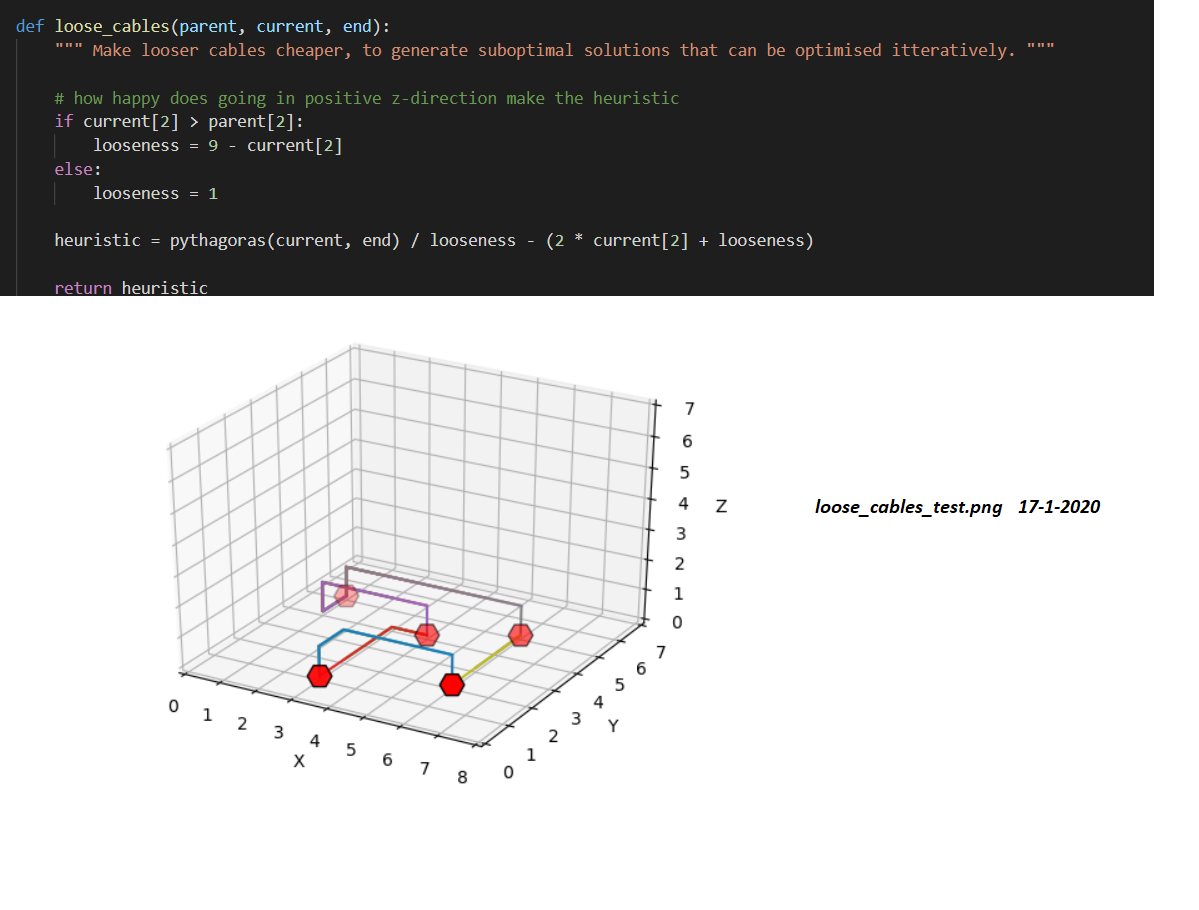 def loose_cables(parent, current, end):
""" Make looser cables cheaper, to generate suboptimal solutions that can be optimised itteratively. """
# how happy does going in positive z-direction make the heuristic
if current[2] > parent[2]:
looseness = 9 - current[2]
else:
looseness = 1
heuristic = pythagoras(current, end) / looseness - (2 * current[2] + looseness)
return heuristic
7
6
5
4
Z
3
2
1
0
loose_cables_test.png 17-1-2020
0
1
2
3
4
5
6
7
8
X
0
1
2
3
4
5
6
7
Y